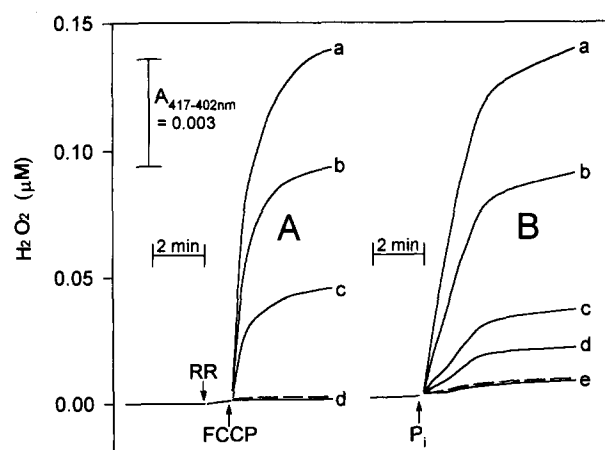 0.15
0.10
0.05
0.00
H₂O₂ (μM)
A₄₁₇₋₄₀₂nm
= 0.003
2 min
RR
FCCP
A
a
b
c
d
2 min
Pᵢ
B
a
b
c
d
e